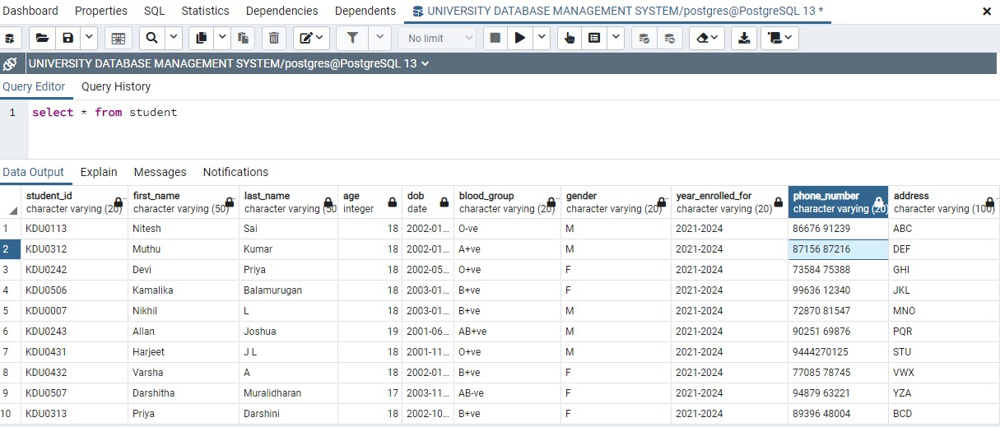 Dashboard Properties SQL Statistics Dependencies Dependents UNIVERSITY DATABASE MANAGEMENT SYSTEM/postgres@PostgreSQL 13 *
No limit
UNIVERSITY DATABASE MANAGEMENT SYSTEM/postgres@PostgreSQL 13
Query Editor Query History
1 select * from student
Data Output Explain Messages Notifications
student_id first_name last_name age dob blood_group gender year_enrolled_for phone_number address
character varying (20) character varying (50) character varying (50 integer date character varying (20) character varying (20) character varying (20) character varying (20) character varying (100)
1 KDU0113 Nitesh Sai 18 2002-01... O-ve M 2021-2024 86676 91239 ABC
2 KDU0312 Muthu Kumar 18 2002-01... A+ve M 2021-2024 87156 87216 DEF
3 KDU0242 Devi Priya 18 2002-05... O+ve F 2021-2024 73584 75388 GHI
4 KDU0506 Kamalika Balamurugan 18 2003-01... B+ve F 2021-2024 99636 12340 JKL
5 KDU0007 Nikhil L 18 2003-01... B+ve M 2021-2024 72870 81547 MNO
6 KDU0243 Allan Joshua 19 2001-06... AB+ve M 2021-2024 90251 69876 PQR
7 KDU0431 Harjeet J L 18 2001-11... O+ve M 2021-2024 9444270125 STU
8 KDU0432 Varsha A 18 2002-01... B+ve F 2021-2024 77085 78745 VWX
9 KDU0507 Darshitha Muralidharan 17 2003-11... AB-ve F 2021-2024 94879 63221 YZA
10 KDU0313 Priya Darshini 18 2002-10... B+ve F 2021-2024 89396 48004 BCD